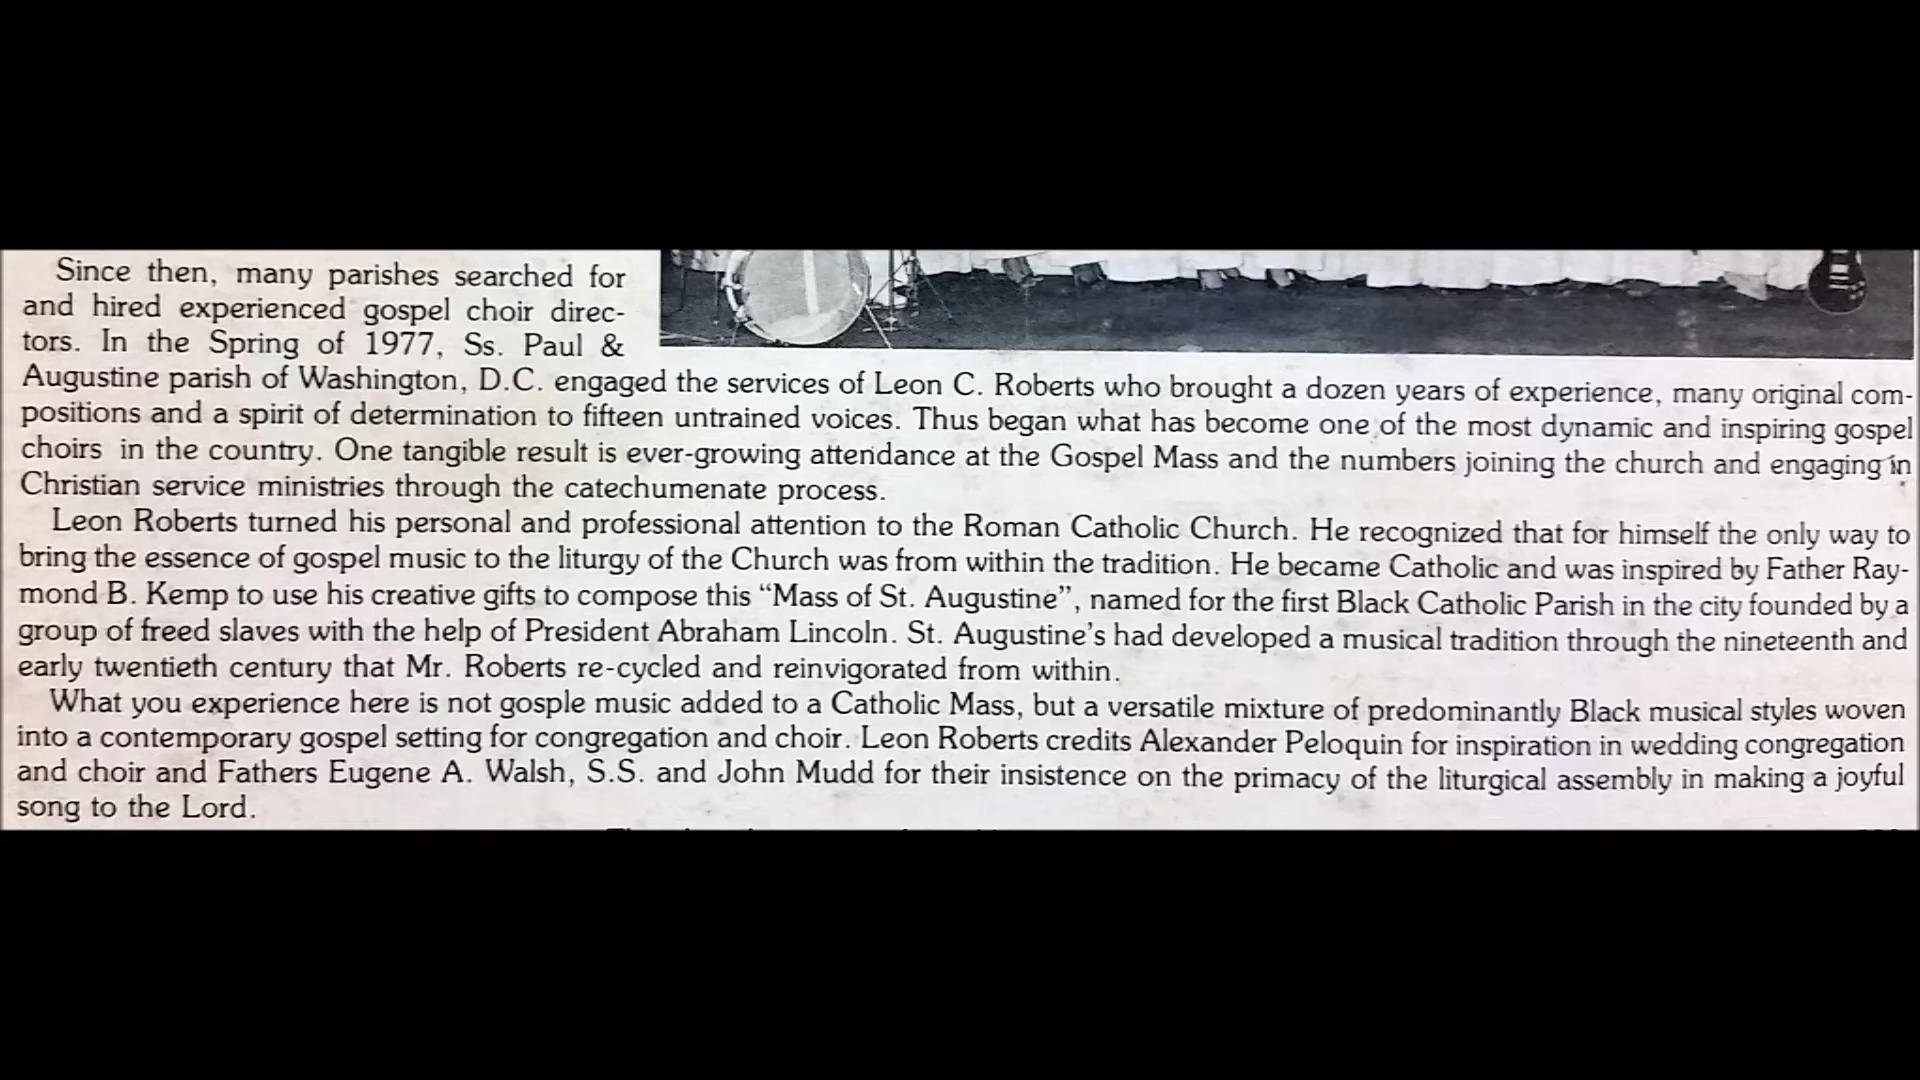 Since then, many parishes searched for
and hired experienced gospel choir direc-
tors. In the Spring of 1977, Ss. Paul &
Augustine parish of Washington, D.C. engaged the services of Leon C. Roberts who brought a dozen years of experience, many original com-
positions and a spirit of determination to fifteen untrained voices. Thus began what has become one of the most dynamic and inspiring gospel
choirs in the country. One tangible result is ever-growing attendance at the Gospel Mass and the numbers joining the church and engaging in
Christian service ministries through the catechumenate process.
Leon Roberts turned his personal and professional attention to the Roman Catholic Church. He recognized that for himself the only way to
bring the essence of gospel music to the liturgy of the Church was from within the tradition. He became Catholic and was inspired by Father Ray-
mond B. Kemp to use his creative gifts to compose this “Mass of St. Augustine”, named for the first Black Catholic Parish in the city founded by a
group of freed slaves with the help of President Abraham Lincoln. St. Augustine’s had developed a musical tradition through the nineteenth and
early twentieth century that Mr. Roberts re-cycled and reinvigorated from within.
What you experience here is not gosple music added to a Catholic Mass, but a versatile mixture of predominantly Black musical styles woven
into a contemporary gospel setting for congregation and choir. Leon Roberts credits Alexander Peloquin for inspiration in wedding congregation
and choir and Fathers Eugene A. Walsh, S.S. and John Mudd for their insistence on the primacy of the liturgical assembly in making a joyful
song to the Lord.